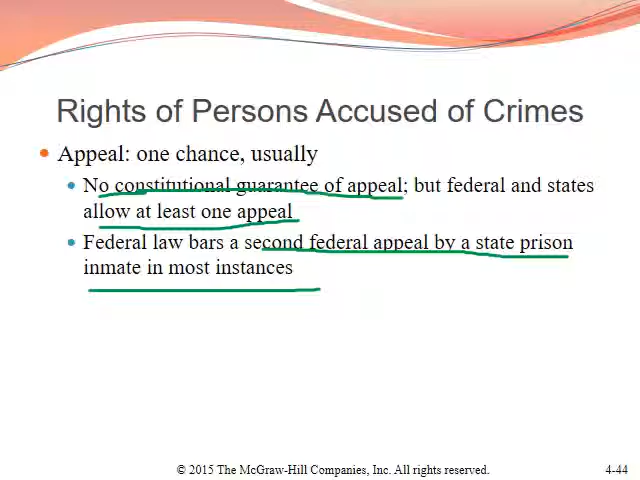 Rights of Persons Accused of Crimes
Appeal: one chance, usually
No constitutional guarantee of appeal; but federal and states
allow at least one appeal
Federal law bars a second federal appeal by a state prison
inmate in most instances
© 2015 The McGraw-Hill Companies, Inc. All rights reserved.
4-44